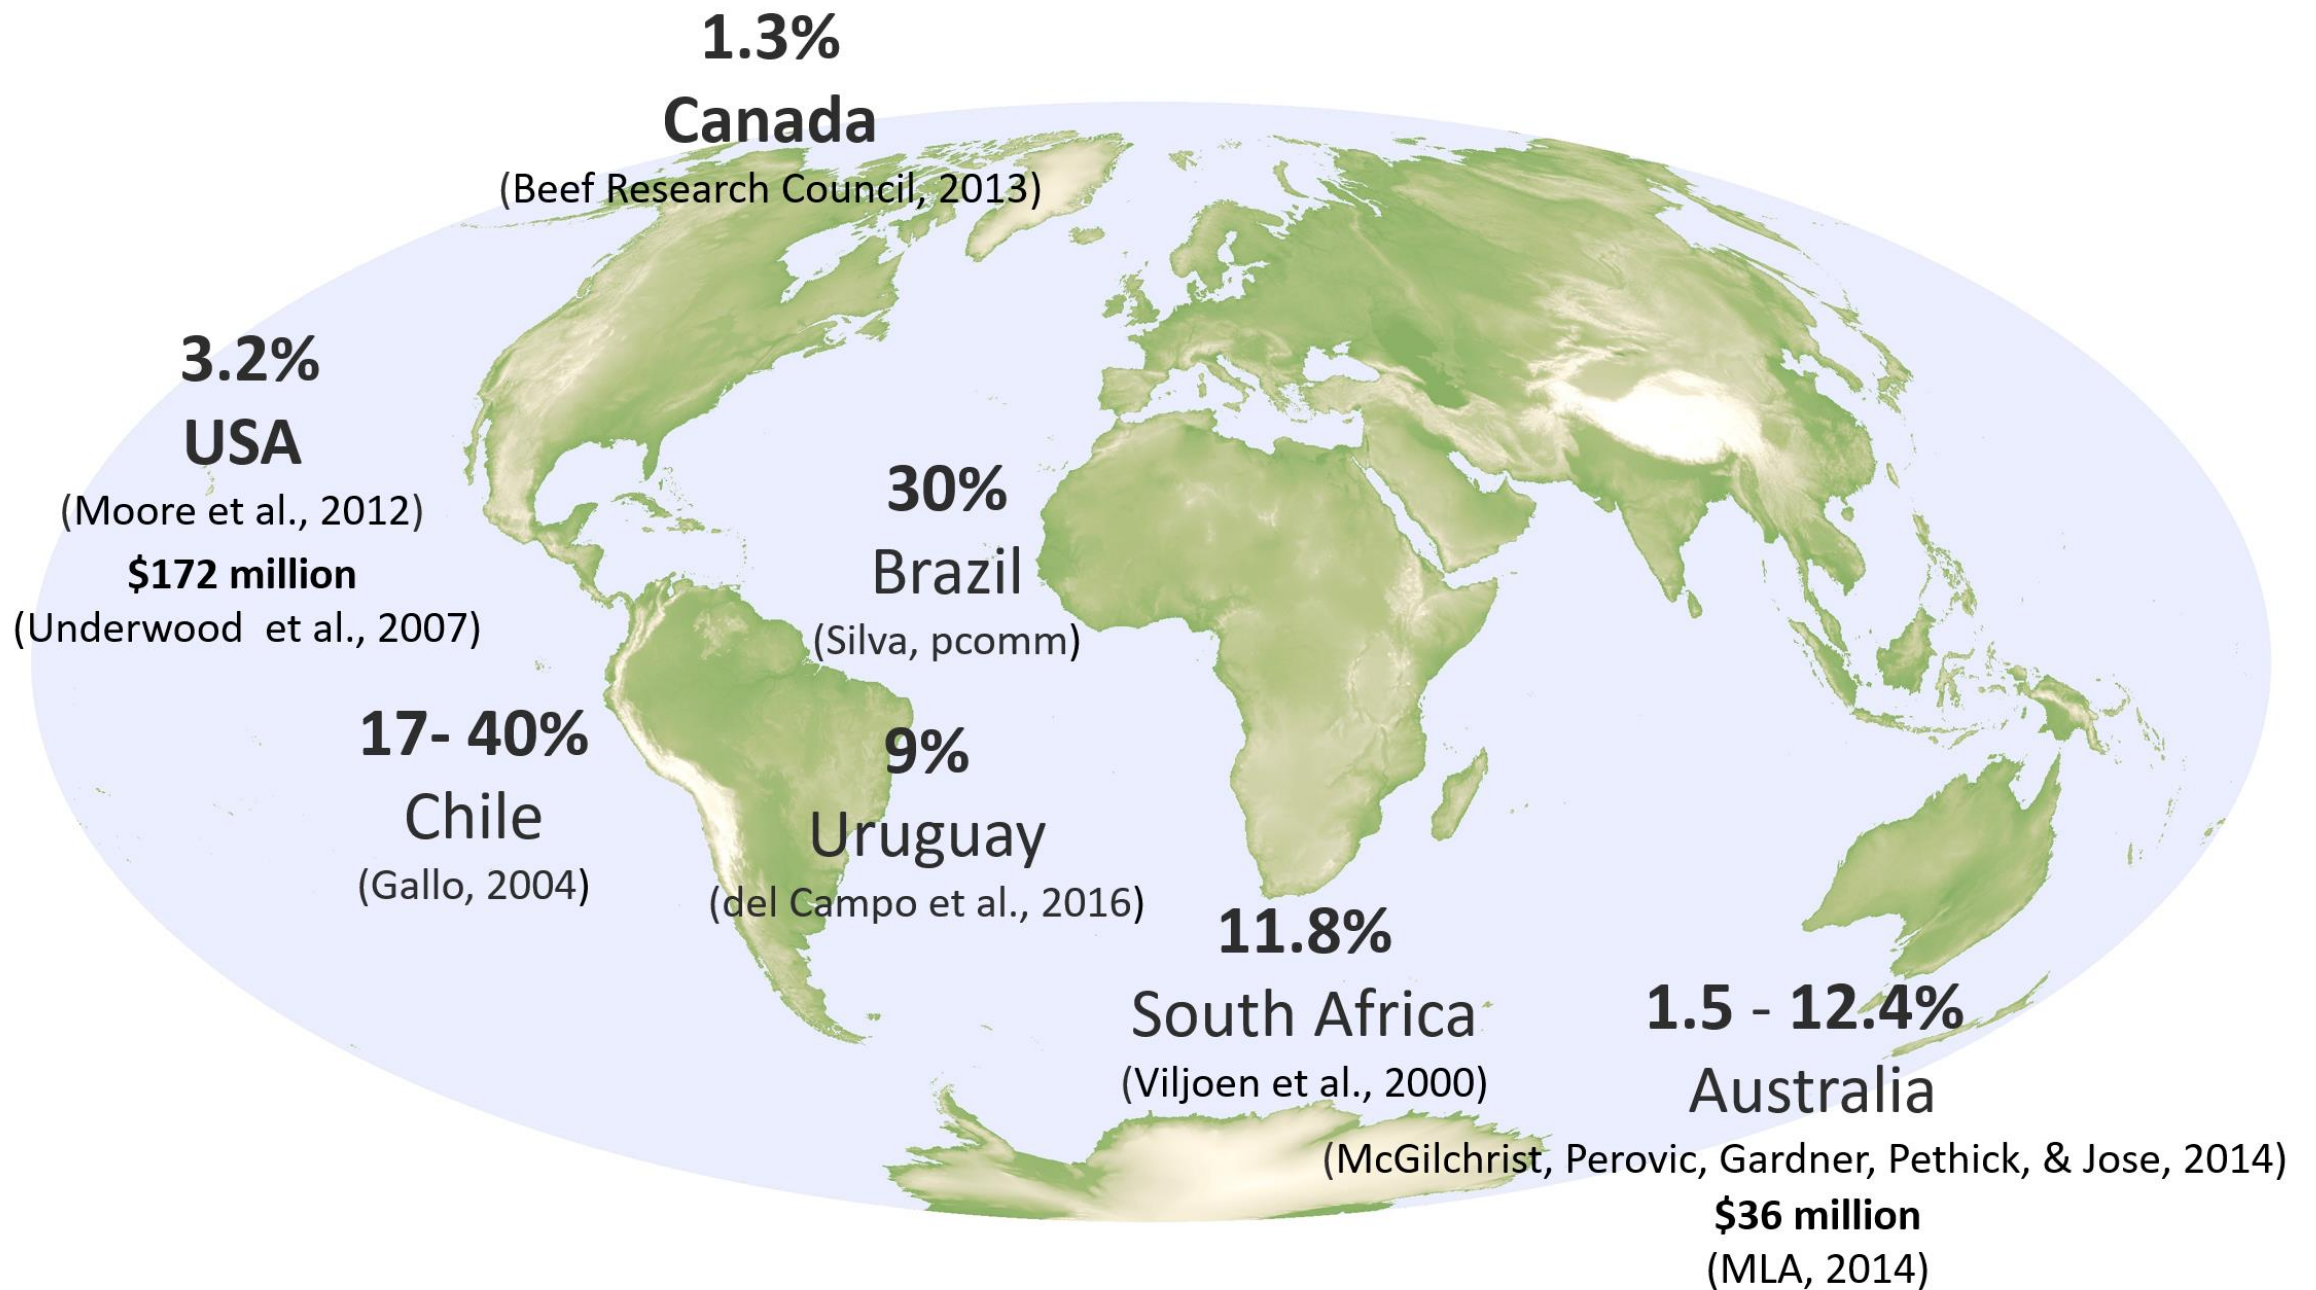 1.3%
Canada
(Beef Research Council, 2013)
3.2%
USA
(Moore et al., 2012)
$172 million
(Underwood  et al., 2007)
30%
Brazil
(Silva, pcomm)
17- 40%
Chile
(Gallo, 2004)
9%
Uruguay
(del Campo et al., 2016)
11.8%
South Africa
(Viljoen et al., 2000)
1.5 - 12.4%
Australia
(McGilchrist, Perovic, Gardner, Pethick, & Jose, 2014)
$36 million
(MLA, 2014)